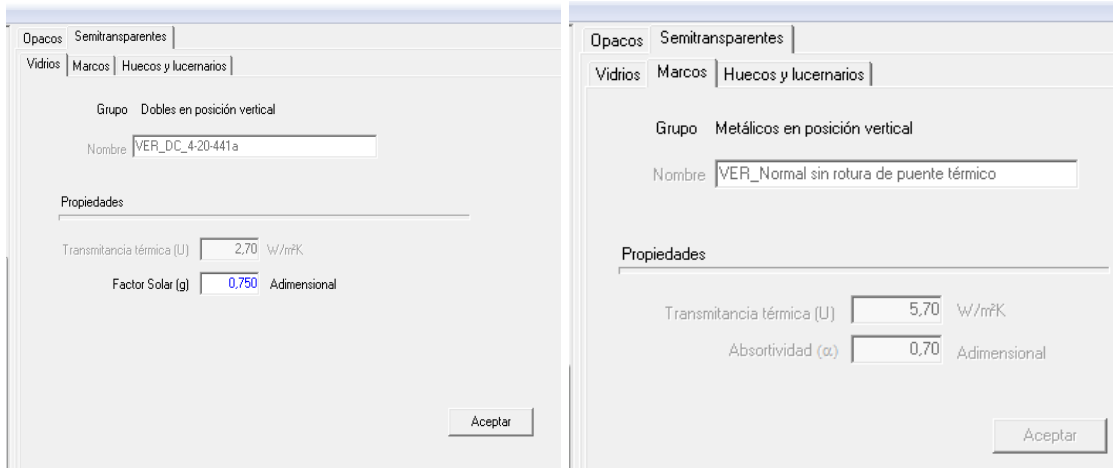 Opacos Semitransparentes
Vidrios Marcos Huecos y lucernarios
Grupo Dobles en posición vertical
Nombre VER_DC_4-20-441a
Propiedades
Transmitancia térmica (U) 2,70 W/m²K
Factor Solar (g) 0,750 Adimensional
Aceptar
Opacos Semitransparentes
Vidrios Marcos Huecos y lucernarios
Grupo Metálicos en posición vertical
Nombre VER_Normal sin rotura de puente térmico
Propiedades
Transmitancia térmica (U) 5,70 W/m²K
Absortividad (α) 0,70 Adimensional
Aceptar